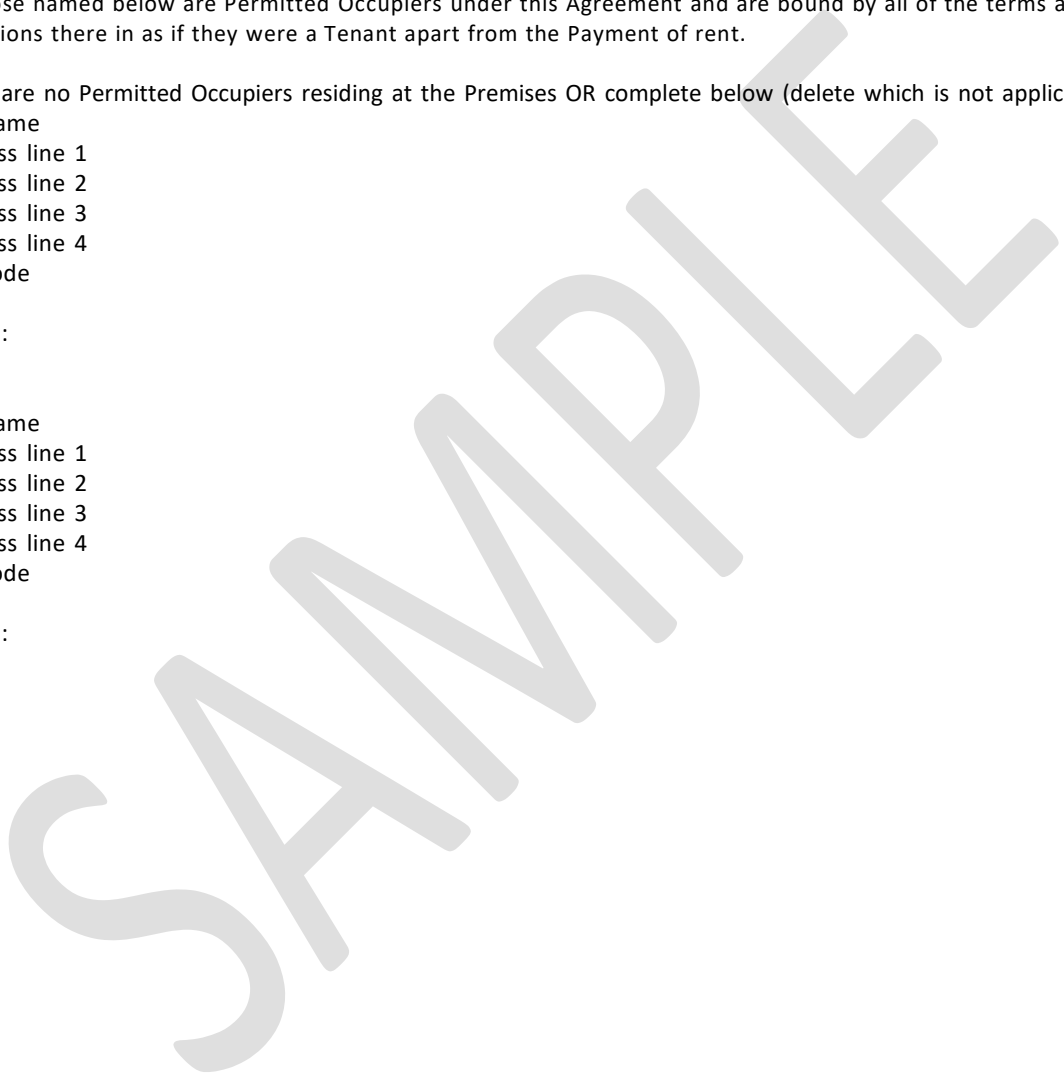 ose named below are Permitted Occupiers under this Agreement and are bound by all of the terms a
ions there in as if they were a Tenant apart from the Payment of rent.
are no Permitted Occupiers residing at the Premises OR complete below (delete which is not applic
ame
ss line 1
ss line 2
ss line 3
ss line 4
ode
:
ame
ss line 1
ss line 2
ss line 3
ss line 4
ode
:
SAMPLE